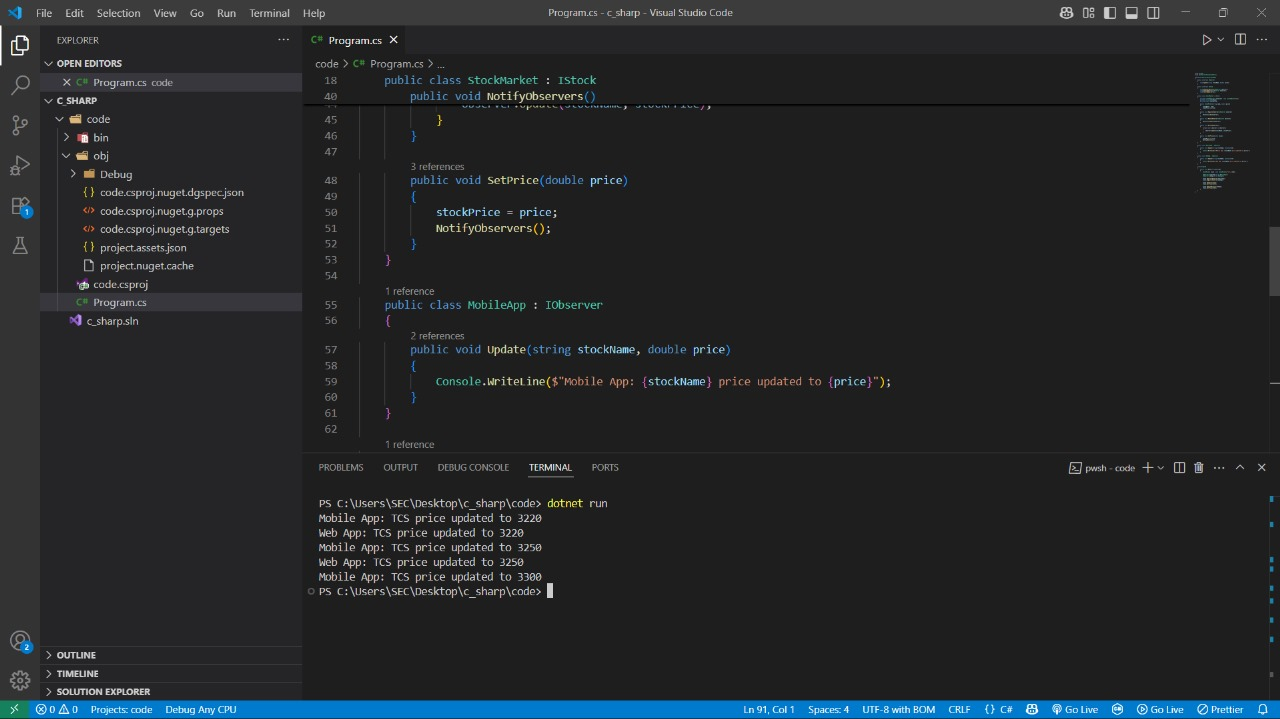 File Edit Selection View Go Run Terminal Help
Program.cs - c_sharp - Visual Studio Code
EXPLORER
OPEN EDITORS
Program.cs code
C_SHARP
code
bin
obj
Debug
code.csproj.nuget.dgspec.json
code.csproj.nuget.g.props
code.csproj.nuget.g.targets
project.assets.json
project.nuget.cache
code.csproj
Program.cs
c_sharp.sln
OUTLINE
TIMELINE
SOLUTION EXPLORER
1
2
C# Program.cs
code > C# Program.cs > ...
18 public class StockMarket : IStock
40 public void NotifyObservers()
45 }
46 }
47
3 references
48 public void SetPrice(double price)
49 {
50 stockPrice = price;
51 NotifyObservers();
52 }
53 }
54
1 reference
55 public class MobileApp : IObserver
56 {
2 references
57 public void Update(string stockName, double price)
58 {
59 Console.WriteLine($"Mobile App: {stockName} price updated to {price}");
60 }
61 }
62
1 reference
PROBLEMS OUTPUT DEBUG CONSOLE TERMINAL PORTS
pwsh - code
PS C:\Users\SEC\Desktop\c_sharp\code> dotnet run
Mobile App: TCS price updated to 3220
Web App: TCS price updated to 3220
Mobile App: TCS price updated to 3250
Web App: TCS price updated to 3250
Mobile App: TCS price updated to 3300
PS C:\Users\SEC\Desktop\c_sharp\code>
0 0 Projects: code Debug Any CPU
Ln 91, Col 1 Spaces: 4 UTF-8 with BOM CRLF {} C# Go Live Go Live Prettier